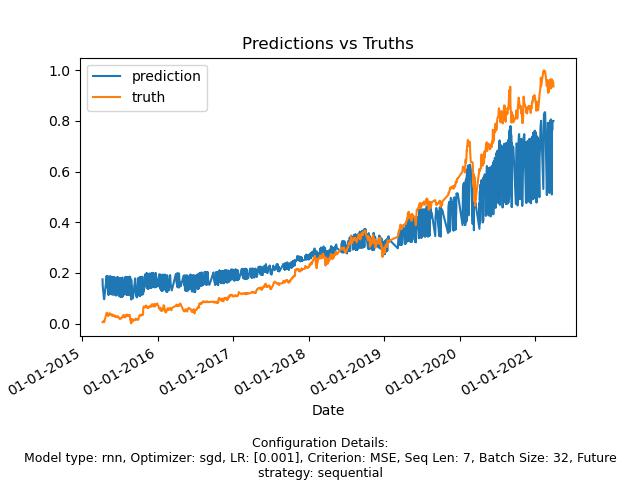 Predictions vs Truths
prediction
truth
1.0
0.8
0.6
0.4
0.2
0.0
01-01-2015
01-01-2016
01-01-2017
01-01-2018
01-01-2019
01-01-2020
01-01-2021
Date
Configuration Details:
Model type: rnn, Optimizer: sgd, LR: [0.001], Criterion: MSE, Seq Len: 7, Batch Size: 32, Future
strategy: sequential